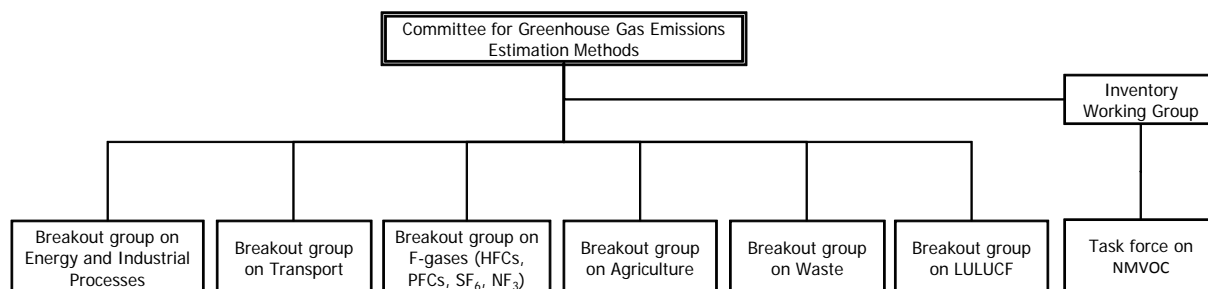 Committee for Greenhouse Gas Emissions
Estimation Methods
Inventory
Working Group
Breakout group on
Energy and Industrial
Processes
Breakout group
on Transport
Breakout group on
F-gases (HFCs,
PFCs, SF₆, NF₃)
Breakout group
on Agriculture
Breakout group
on Waste
Breakout group
on LULUCF
Task force on
NMVOC